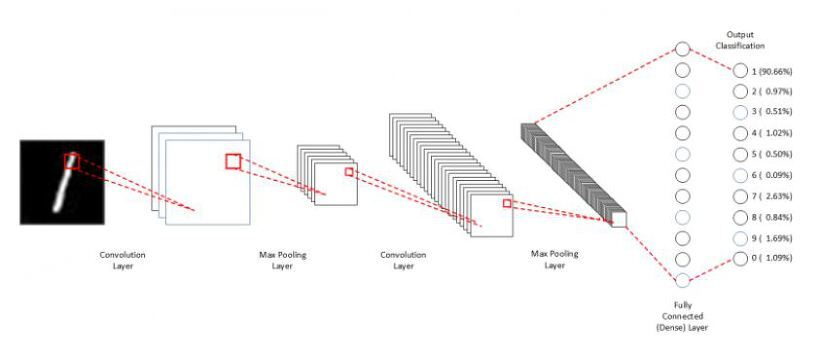 Output
Classification
1 (90.66%)
2 ( 0.97%)
3 ( 0.51%)
4 ( 1.02%)
5 ( 0.50%)
6 ( 0.09%)
7 ( 2.63%)
8 ( 0.84%)
9 ( 1.69%)
0 ( 1.09%)
Convolution
Layer
Max Pooling
Layer
Convolution
Layer
Max Pooling
Layer
Fully
Connected
(Dense) Layer